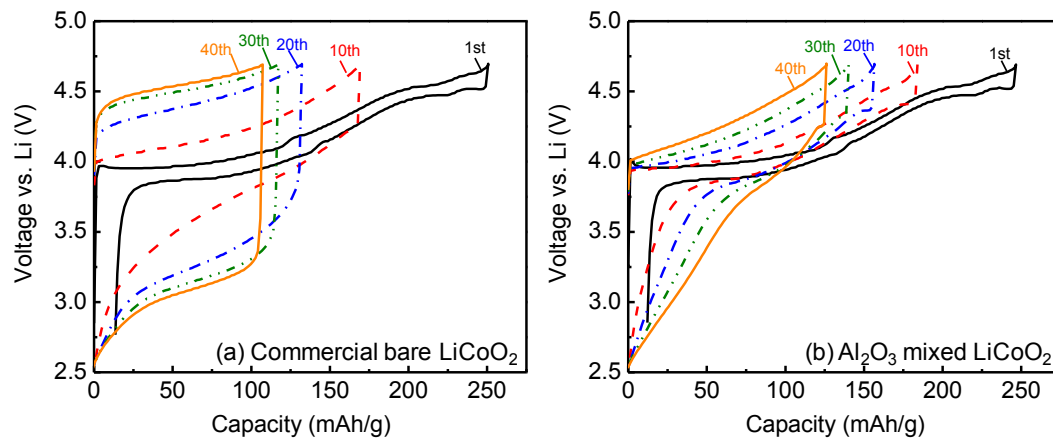 5.0
4.5
4.0
3.5
3.0
2.5
Voltage vs. Li (V)
40th
30th
20th
10th
1st
(a) Commercial bare LiCoO₂
0 50 100 150 200 250
Capacity (mAh/g)
5.0
4.5
4.0
3.5
3.0
2.5
Voltage vs. Li (V)
40th
30th
20th
10th
1st
(b) Al₂O₃ mixed LiCoO₂
0 50 100 150 200 250
Capacity (mAh/g)